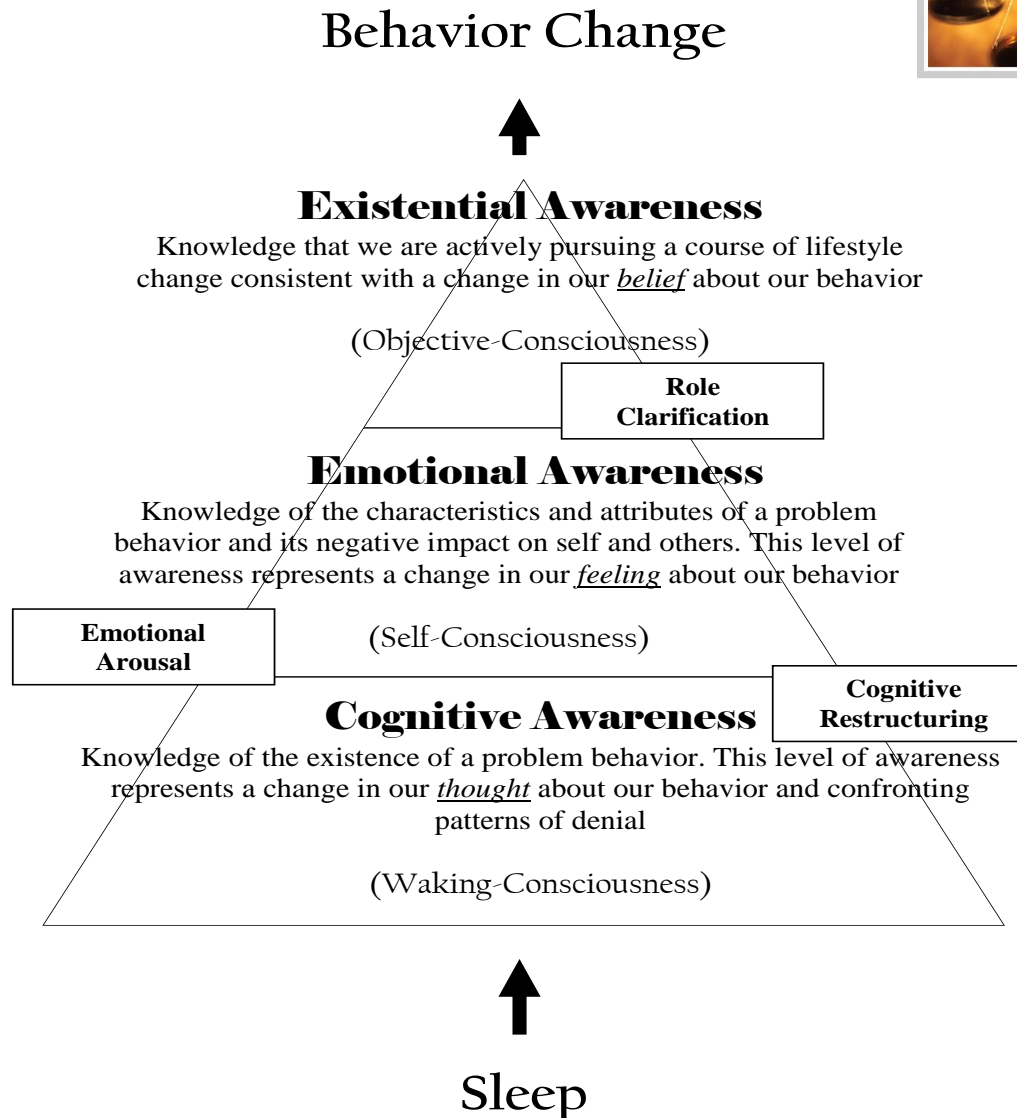 Behavior Change
Existential Awareness
Knowledge that we are actively pursuing a course of lifestyle
change consistent with a change in our belief about our behavior
(Objective-Consciousness)
Role
Clarification
Emotional Awareness
Knowledge of the characteristics and attributes of a problem
behavior and its negative impact on self and others. This level of
awareness represents a change in our feeling about our behavior
Emotional
Arousal
(Self-Consciousness)
Cognitive
Restructuring
Cognitive Awareness
Knowledge of the existence of a problem behavior. This level of awareness
represents a change in our thought about our behavior and confronting
patterns of denial
(Waking-Consciousness)
Sleep